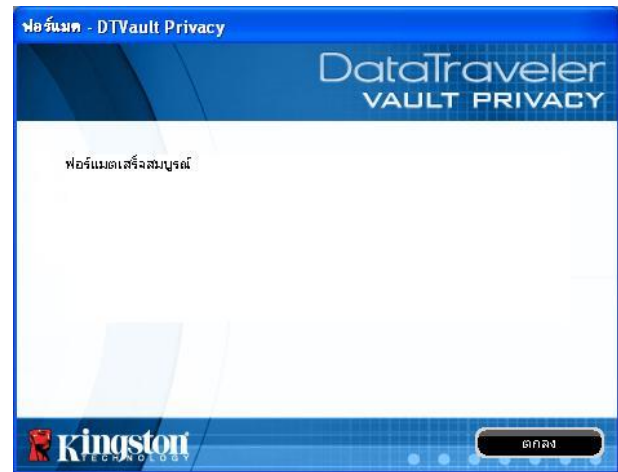 ฟอร์แมต - DTVault Privacy
DataTraveler
VAULT PRIVACY
ฟอร์แมตเสร็จสมบูรณ์
Kingston
TECHNOLOGY
ตกลง